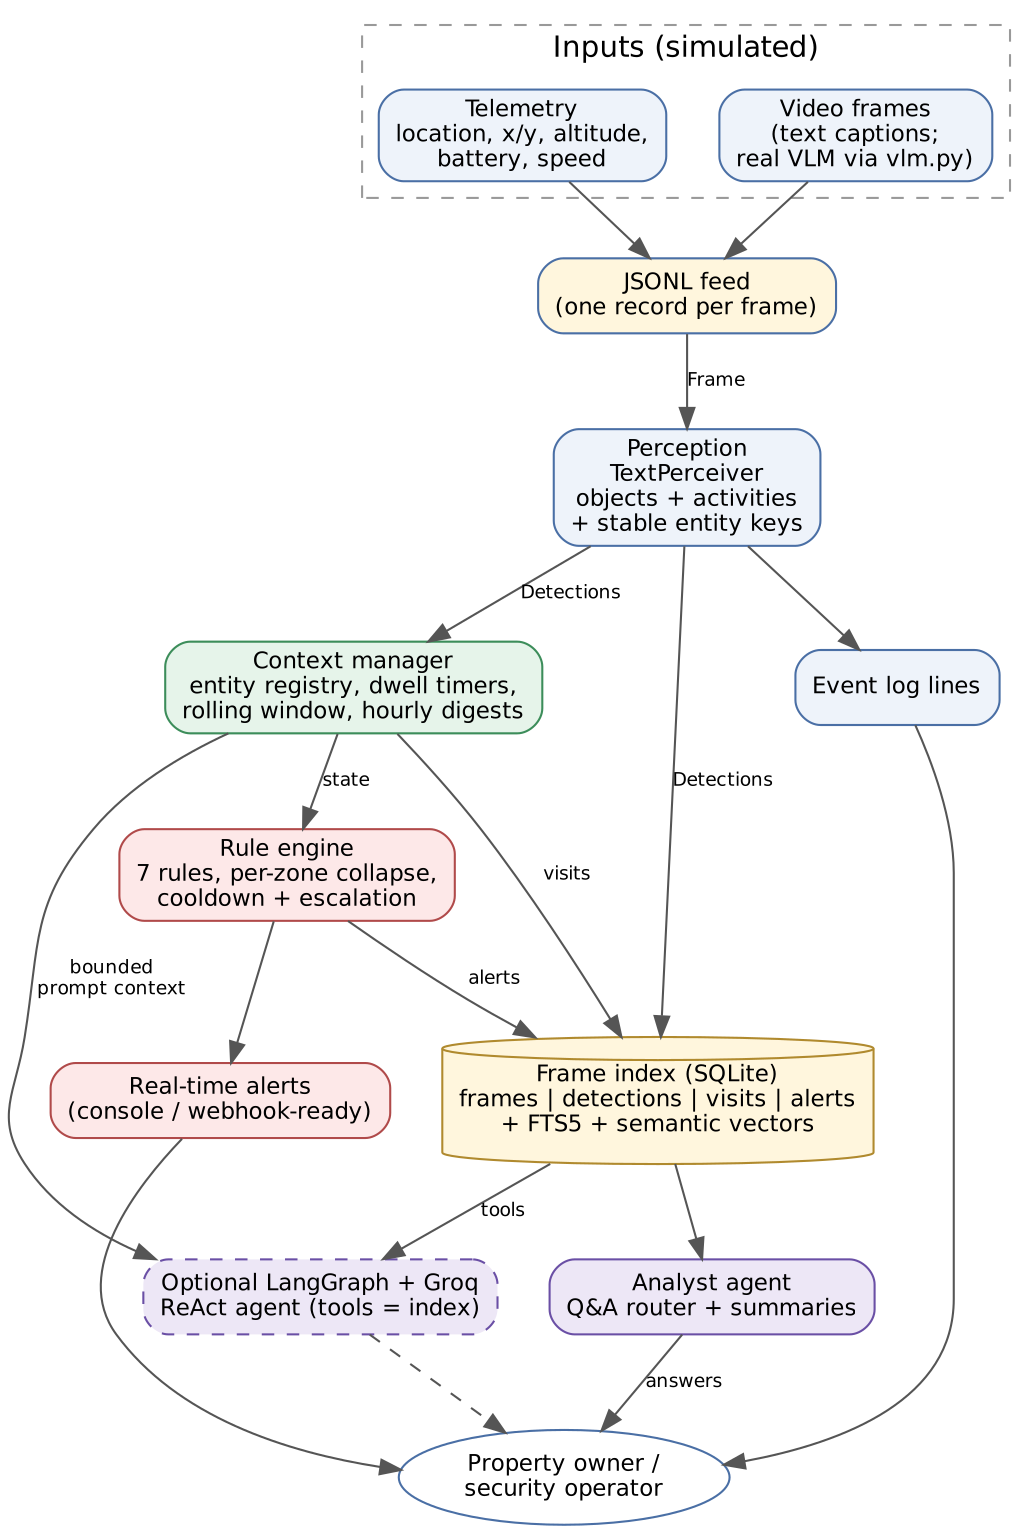 Inputs (simulated)
Telemetry
location, x/y, altitude,
battery, speed
Video frames
(text captions;
real VLM via vlm.py)
JSONL feed
(one record per frame)
Frame
Perception
TextPerceiver
objects + activities
+ stable entity keys
Detections
Context manager
entity registry, dwell timers,
rolling window, hourly digests
Event log lines
state
Detections
Rule engine
7 rules, per-zone collapse,
cooldown + escalation
visits
bounded
prompt context
alerts
Real-time alerts
(console / webhook-ready)
Frame index (SQLite)
frames | detections | visits | alerts
+ FTS5 + semantic vectors
tools
Optional LangGraph + Groq
ReAct agent (tools = index)
Analyst agent
Q&A router + summaries
answers
Property owner /
security operator